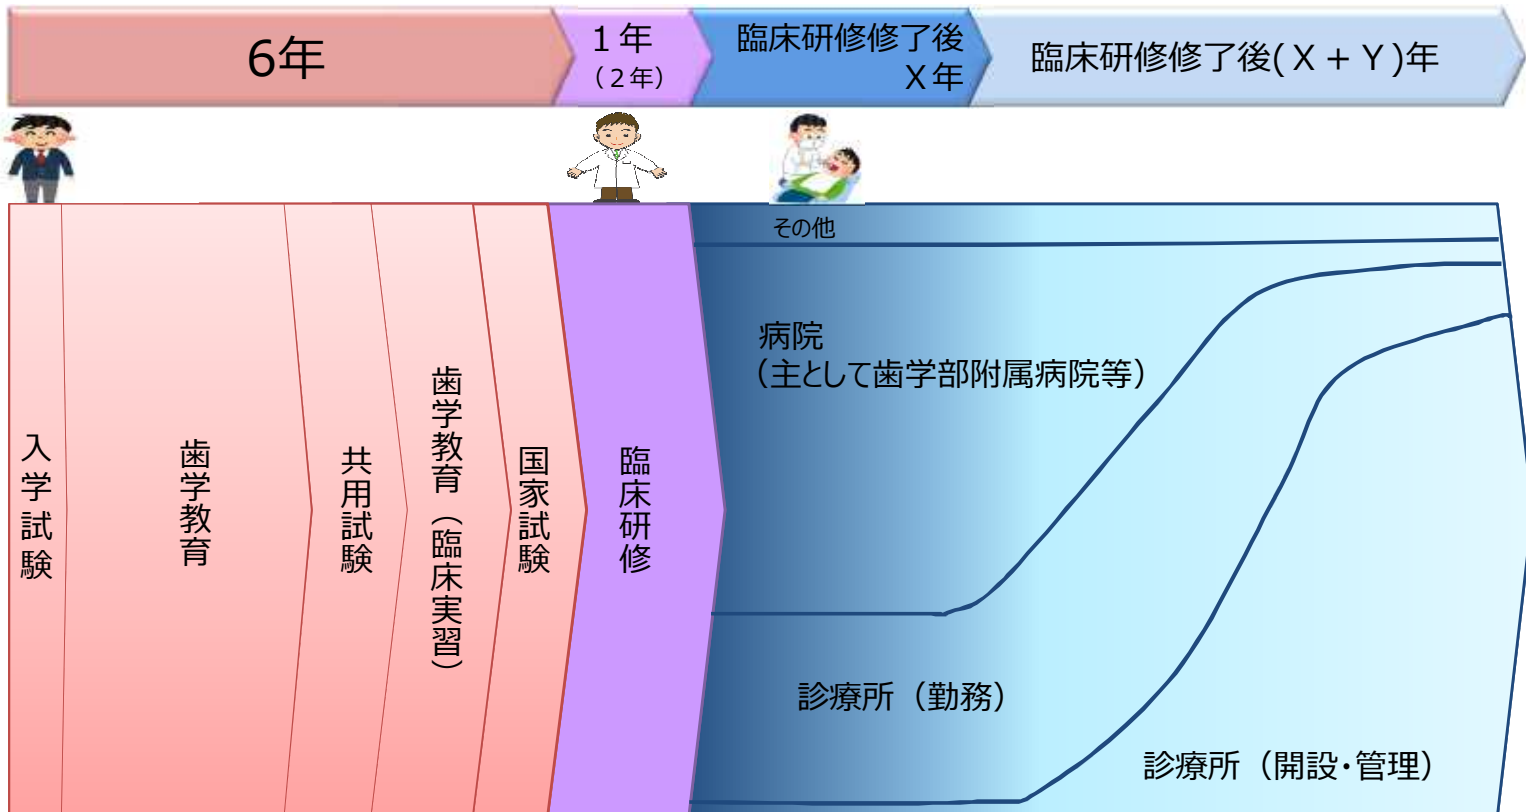 6年
１年
（２年）
臨床研修修了後
Ｘ年
臨床研修修了後(Ｘ＋Ｙ)年
その他
病院
（主として歯学部附属病院等）
入学試験
歯学教育
共用試験
歯学教育（臨床実習）
国家試験
臨床研修
診療所（勤務）
診療所（開設・管理）